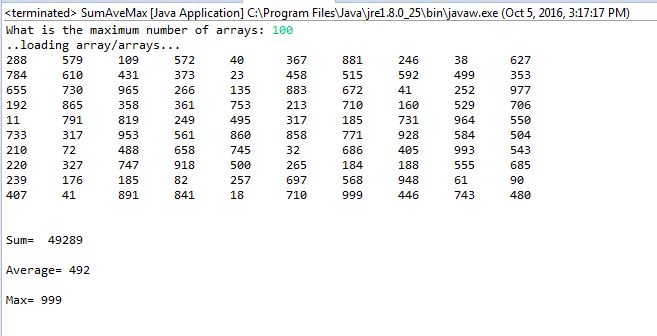 <terminated> SumAveMax [Java Application] C:\Program Files\Java\jre1.8.0_25\bin\javaw.exe (Oct 5, 2016, 3:17:17 PM)
What is the maximum number of arrays: 100
..loading array/arrays...
288 579 109 572 40 367 881 246 38 627
784 610 431 373 23 458 515 592 499 353
655 730 965 266 135 883 672 41 252 977
192 865 358 361 753 213 710 160 529 706
11 791 819 249 495 317 185 731 964 550
733 317 953 561 860 858 771 928 584 504
210 72 488 658 745 32 686 405 993 543
220 327 747 918 500 265 184 188 555 685
239 176 185 82 257 697 568 948 61 90
407 41 891 841 18 710 999 446 743 480
Sum= 49289
Average= 492
Max= 999